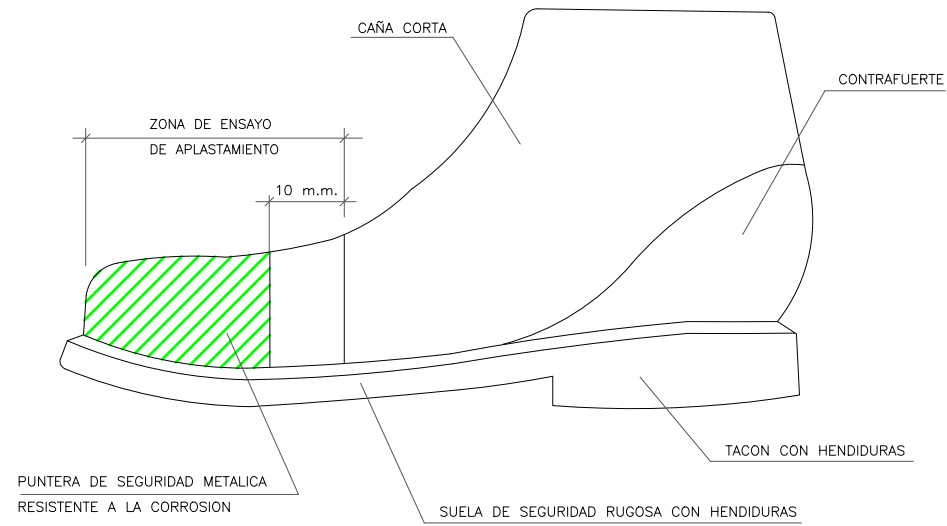 CAÑA CORTA
CONTRAFUERTE
ZONA DE ENSAYO
DE APLASTAMIENTO
10 m.m.
TACON CON HENDIDURAS
PUNTERA DE SEGURIDAD METALICA
RESISTENTE A LA CORROSION
SUELA DE SEGURIDAD RUGOSA CON HENDIDURAS